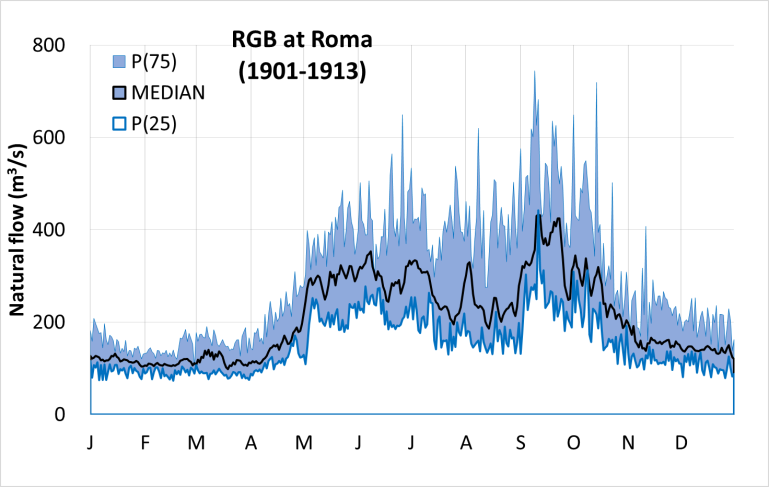 RGB at Roma
(1901-1913)
P(75)
MEDIAN
P(25)
Natural flow (m³/s)
800
600
400
200
0
J F M A M J J A S O N D